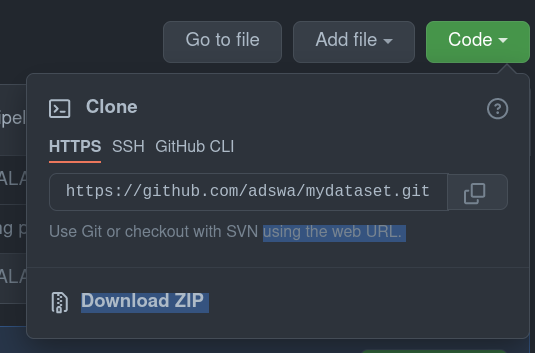 Go to file Add file Code
Clone
HTTPS SSH GitHub CLI
https://github.com/adswa/mydataset.git
Use Git or checkout with SVN using the web URL.
Download ZIP